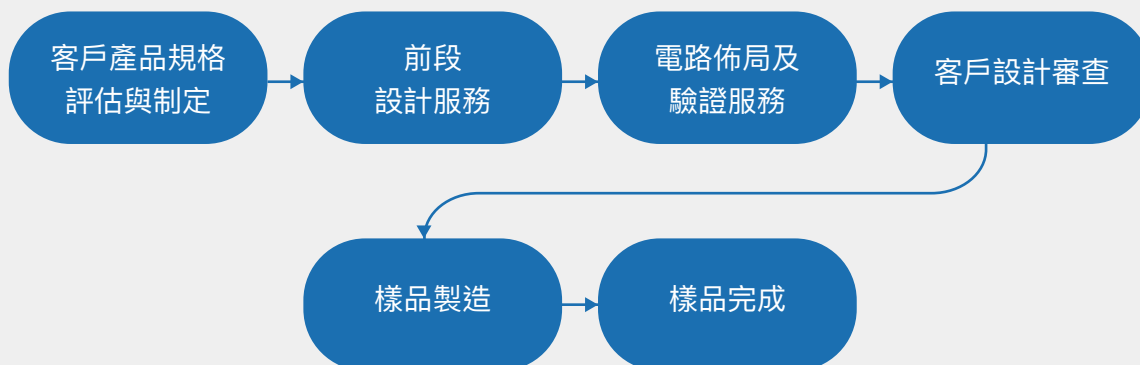 客戶產品規格
評估與制定
前段
設計服務
電路佈局及
驗證服務
客戶設計審查
樣品製造
樣品完成